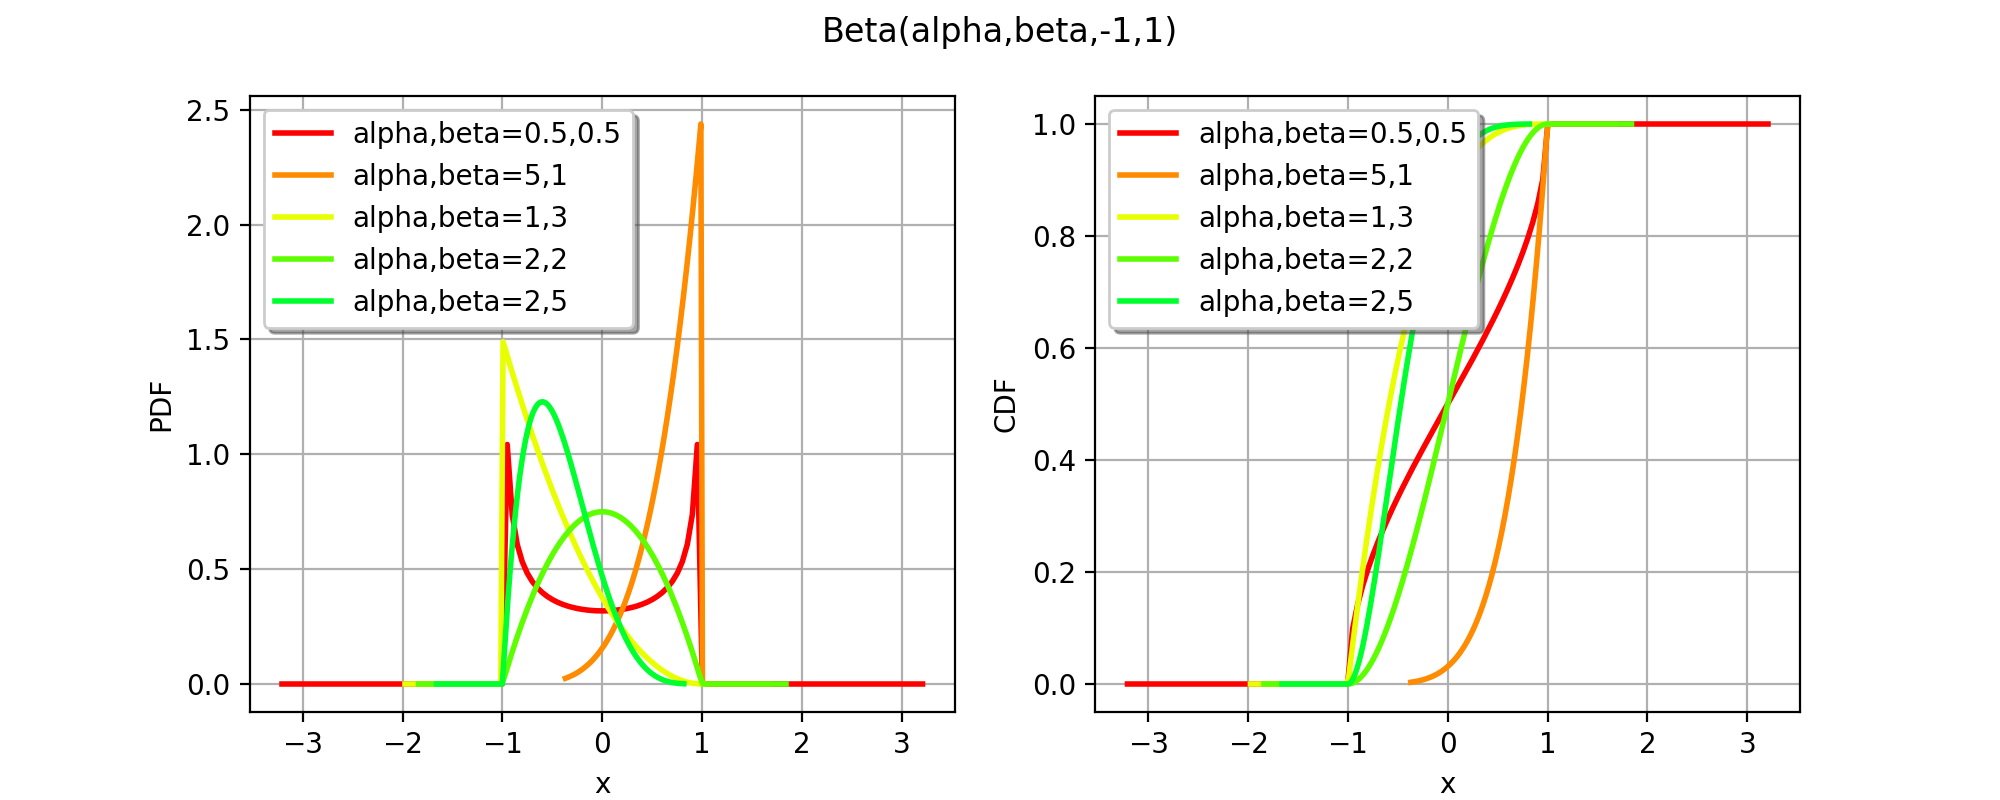 Beta(alpha,beta,-1,1)
2.5
2.0
1.5
1.0
0.5
0.0
PDF
alpha,beta=0.5,0.5
alpha,beta=5,1
alpha,beta=1,3
alpha,beta=2,2
alpha,beta=2,5
−3 −2 −1 0 1 2 3
x
1.0
0.8
0.6
0.4
0.2
0.0
CDF
alpha,beta=0.5,0.5
alpha,beta=5,1
alpha,beta=1,3
alpha,beta=2,2
alpha,beta=2,5
−3 −2 −1 0 1 2 3
x